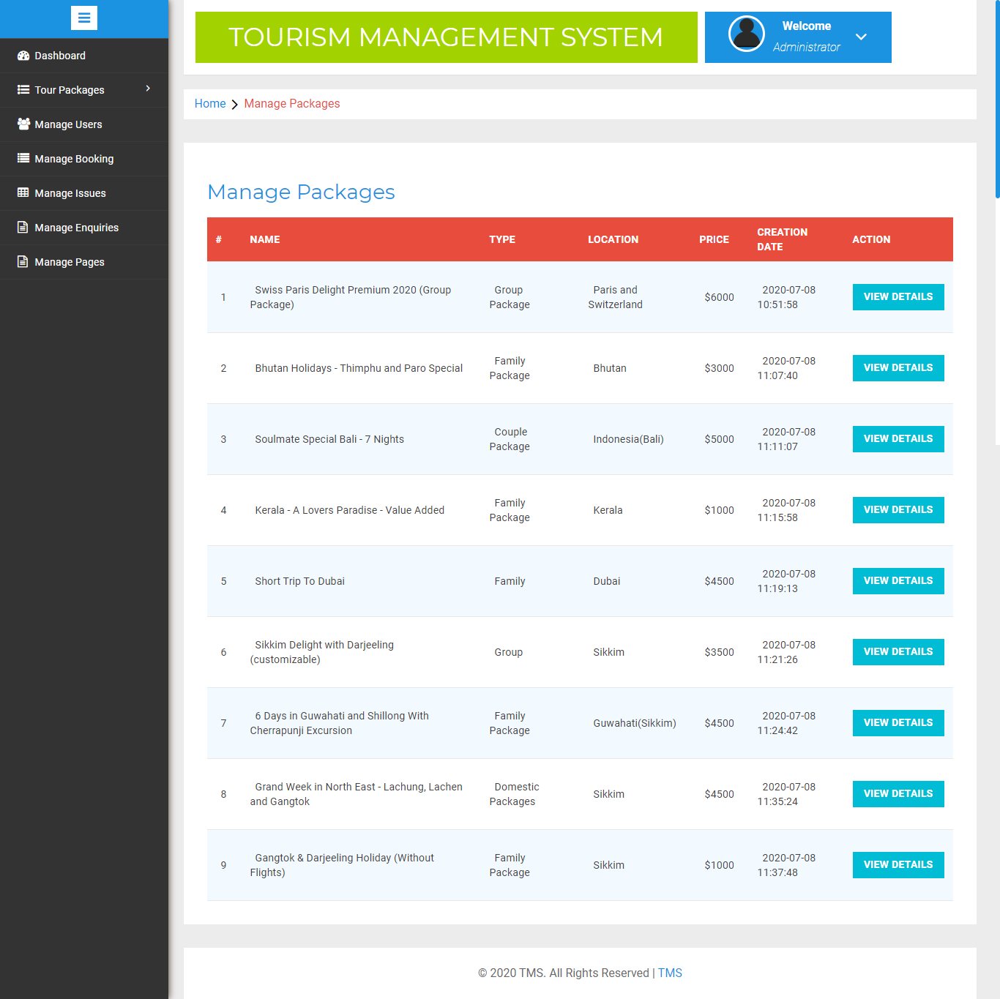 TOURISM MANAGEMENT SYSTEM
Welcome
Administrator
Dashboard
Tour Packages
Manage Users
Manage Booking
Manage Issues
Manage Enquiries
Manage Pages
Home Manage Packages
Manage Packages
# NAME TYPE LOCATION PRICE CREATION DATE ACTION
1 Swiss Paris Delight Premium 2020 (Group Package) Group Package Paris and Switzerland $6000 2020-07-08 10:51:58 VIEW DETAILS
2 Bhutan Holidays - Thimphu and Paro Special Family Package Bhutan $3000 2020-07-08 11:07:40 VIEW DETAILS
3 Soulmate Special Bali - 7 Nights Couple Package Indonesia(Bali) $5000 2020-07-08 11:11:07 VIEW DETAILS
4 Kerala - A Lovers Paradise - Value Added Family Package Kerala $1000 2020-07-08 11:15:58 VIEW DETAILS
5 Short Trip To Dubai Family Dubai $4500 2020-07-08 11:19:13 VIEW DETAILS
6 Sikkim Delight with Darjeeling (customizable) Group Sikkim $3500 2020-07-08 11:21:26 VIEW DETAILS
7 6 Days in Guwahati and Shillong With Cherrapunji Excursion Family Package Guwahati(Sikkim) $4500 2020-07-08 11:24:42 VIEW DETAILS
8 Grand Week in North East - Lachung, Lachen and Gangtok Domestic Packages Sikkim $4500 2020-07-08 11:35:24 VIEW DETAILS
9 Gangtok & Darjeeling Holiday (Without Flights) Family Package Sikkim $1000 2020-07-08 11:37:48 VIEW DETAILS
© 2020 TMS. All Rights Reserved | TMS